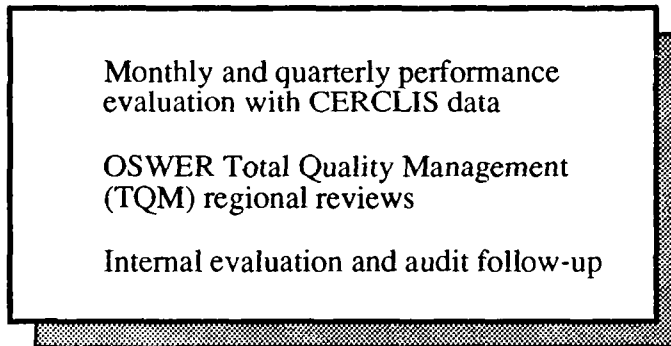 Monthly and quarterly performance
evaluation with CERCLIS data
OSWER Total Quality Management
(TQM) regional reviews
Internal evaluation and audit follow-up